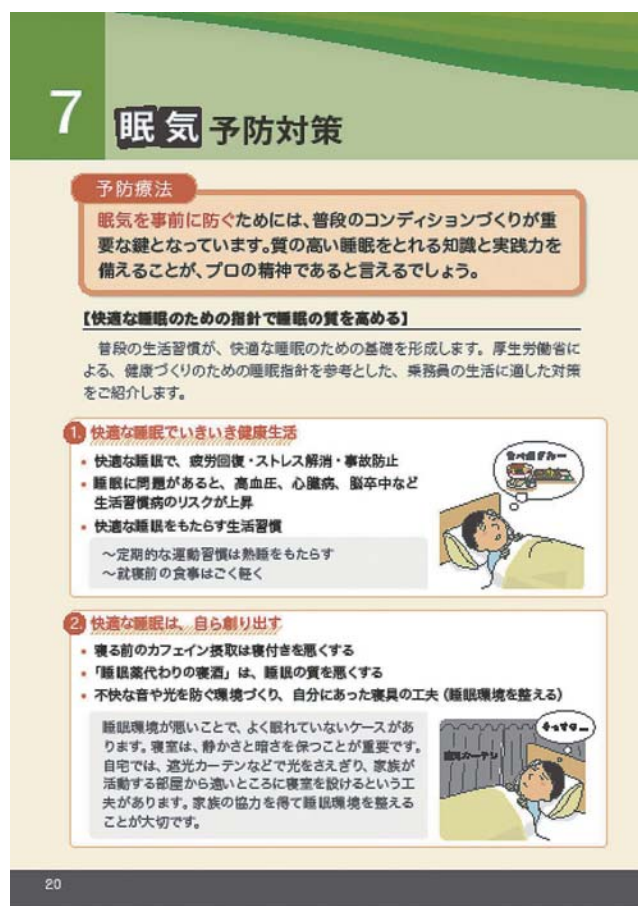 7
眠気予防対策
予防療法
眠気を事前に防ぐためには、普段のコンディションづくりが重
要な鍵となっています。質の高い睡眠をとれる知識と実践力を
備えることが、プロの精神であると言えるでしょう。
【快適な睡眠のための指針で睡眠の質を高める】
普段の生活習慣が、快適な睡眠のための基礎を形成します。厚生労働省に
よる、健康づくりのための睡眠指針を参考とした、乗務員の生活に適した対策
をご紹介します。
1. 快適な睡眠でいきいき健康生活
• 快適な睡眠で、疲労回復・ストレス解消・事故防止
• 睡眠に問題があると、高血圧、心臓病、脳卒中など
生活習慣病のリスクが上昇
• 快適な睡眠をもたらす生活習慣
～定期的な運動習慣は熟睡をもたらす
～就寝前の食事はごく軽く
食べ過ぎたー
2. 快適な睡眠は、自ら創り出す
• 寝る前のカフェイン摂取は寝付きを悪くする
• 「睡眠薬代わりの寝酒」は、睡眠の質を悪くする
• 不快な音や光を防ぐ環境づくり、自分にあった寝具の工夫（睡眠環境を整える）
睡眠環境が悪いことで、よく眠れていないケースがあ
ります。寝室は、静かさと暗さを保つことが重要です。
自宅では、遮光カーテンなどで光をさえぎり、家族が
活動する部屋から遠いところに寝室を設けるという工
夫があります。家族の協力を得て睡眠環境を整える
ことが大切です。
遮光カーテン
20